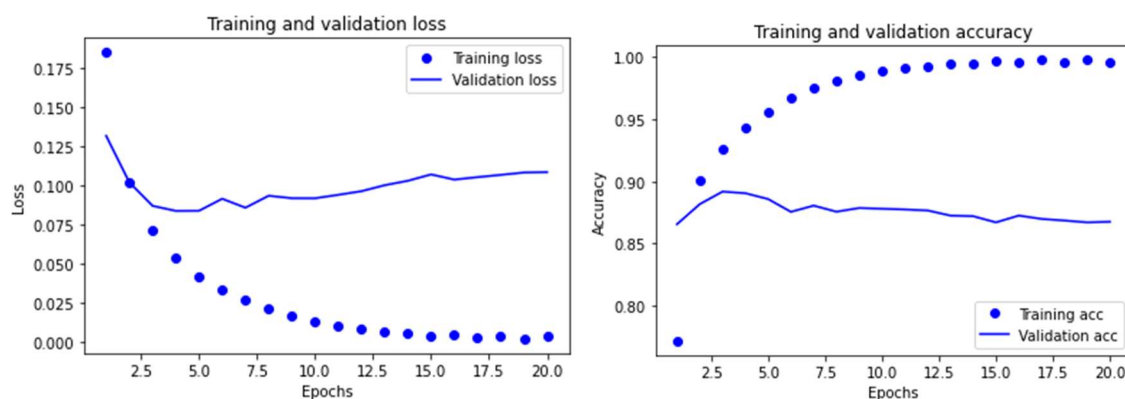 Training and validation loss
0.175
0.150
0.125
0.100
0.075
0.050
0.025
0.000
Loss
Training loss
Validation loss
2.5 5.0 7.5 10.0 12.5 15.0 17.5 20.0
Epochs
Training and validation accuracy
1.00
0.95
0.90
0.85
0.80
Accuracy
Training acc
Validation acc
2.5 5.0 7.5 10.0 12.5 15.0 17.5 20.0
Epochs